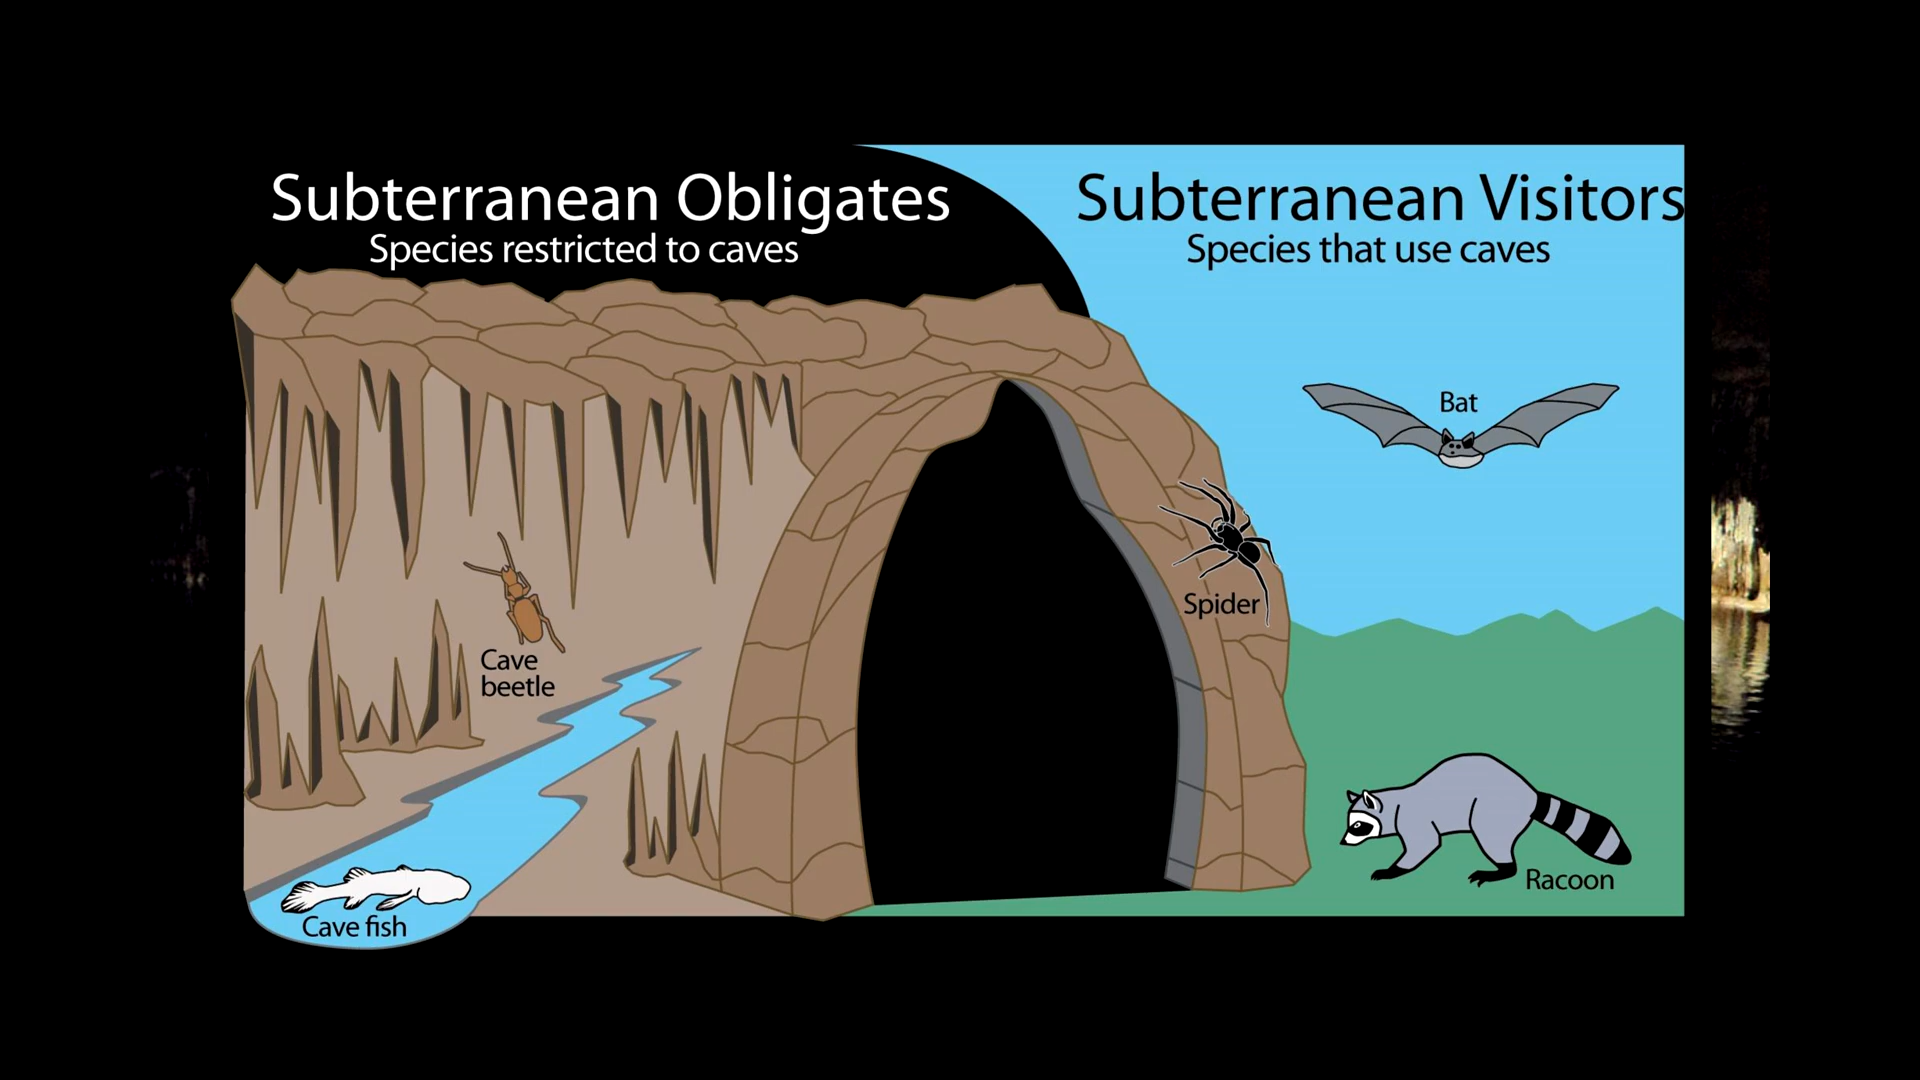 Subterranean Obligates
Species restricted to caves
Subterranean Visitors
Species that use caves
Bat
Spider
Cave
beetle
Racoon
Cave fish